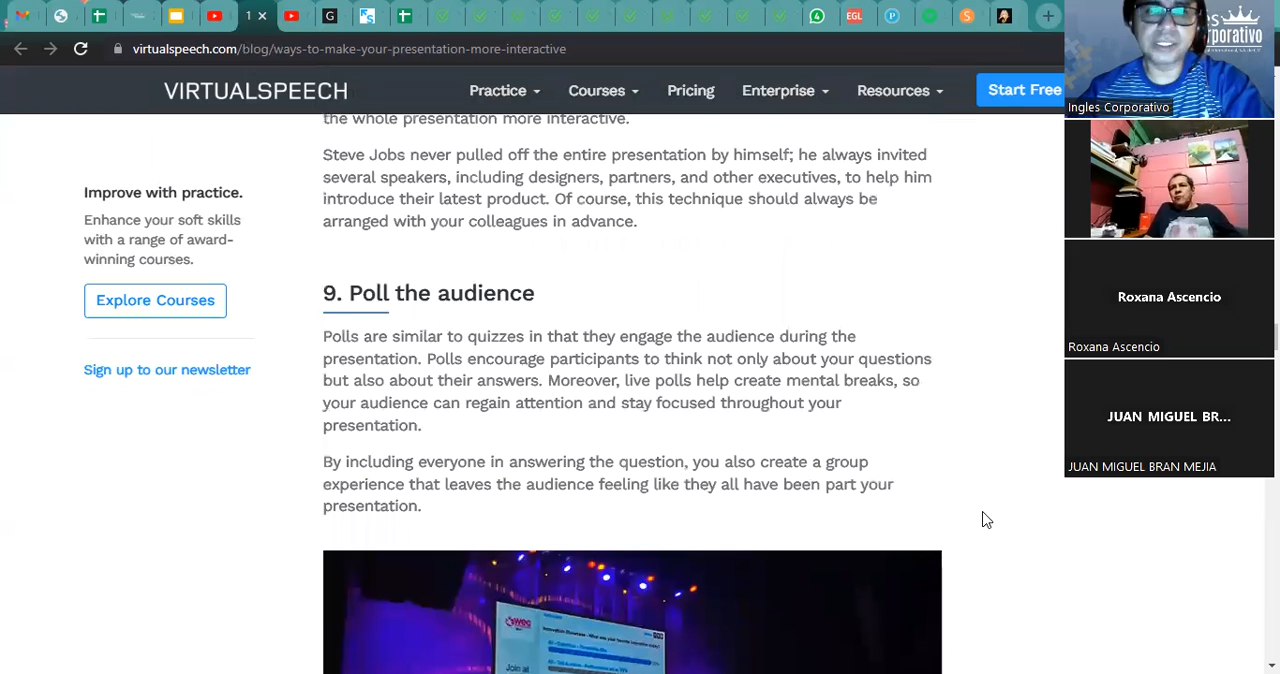 1
G
4
EGL
P
S
virtualspeech.com/blog/ways-to-make-your-presentation-more-interactive
VIRTUALSPEECH
Practice
Courses
Pricing
Enterprise
Resources
Start Free
the whole presentation more interactive.
Steve Jobs never pulled off the entire presentation by himself; he always invited
several speakers, including designers, partners, and other executives, to help him
introduce their latest product. Of course, this technique should always be
arranged with your colleagues in advance.
Improve with practice.
Enhance your soft skills
with a range of award-
winning courses.
Explore Courses
Sign up to our newsletter
9. Poll the audience
Polls are similar to quizzes in that they engage the audience during the
presentation. Polls encourage participants to think not only about your questions
but also about their answers. Moreover, live polls help create mental breaks, so
your audience can regain attention and stay focused throughout your
presentation.
By including everyone in answering the question, you also create a group
experience that leaves the audience feeling like they all have been part your
presentation.
Join at
Ingles Corporativo
Roxana Ascencio
Roxana Ascencio
JUAN MIGUEL BR...
JUAN MIGUEL BRAN MEJIA